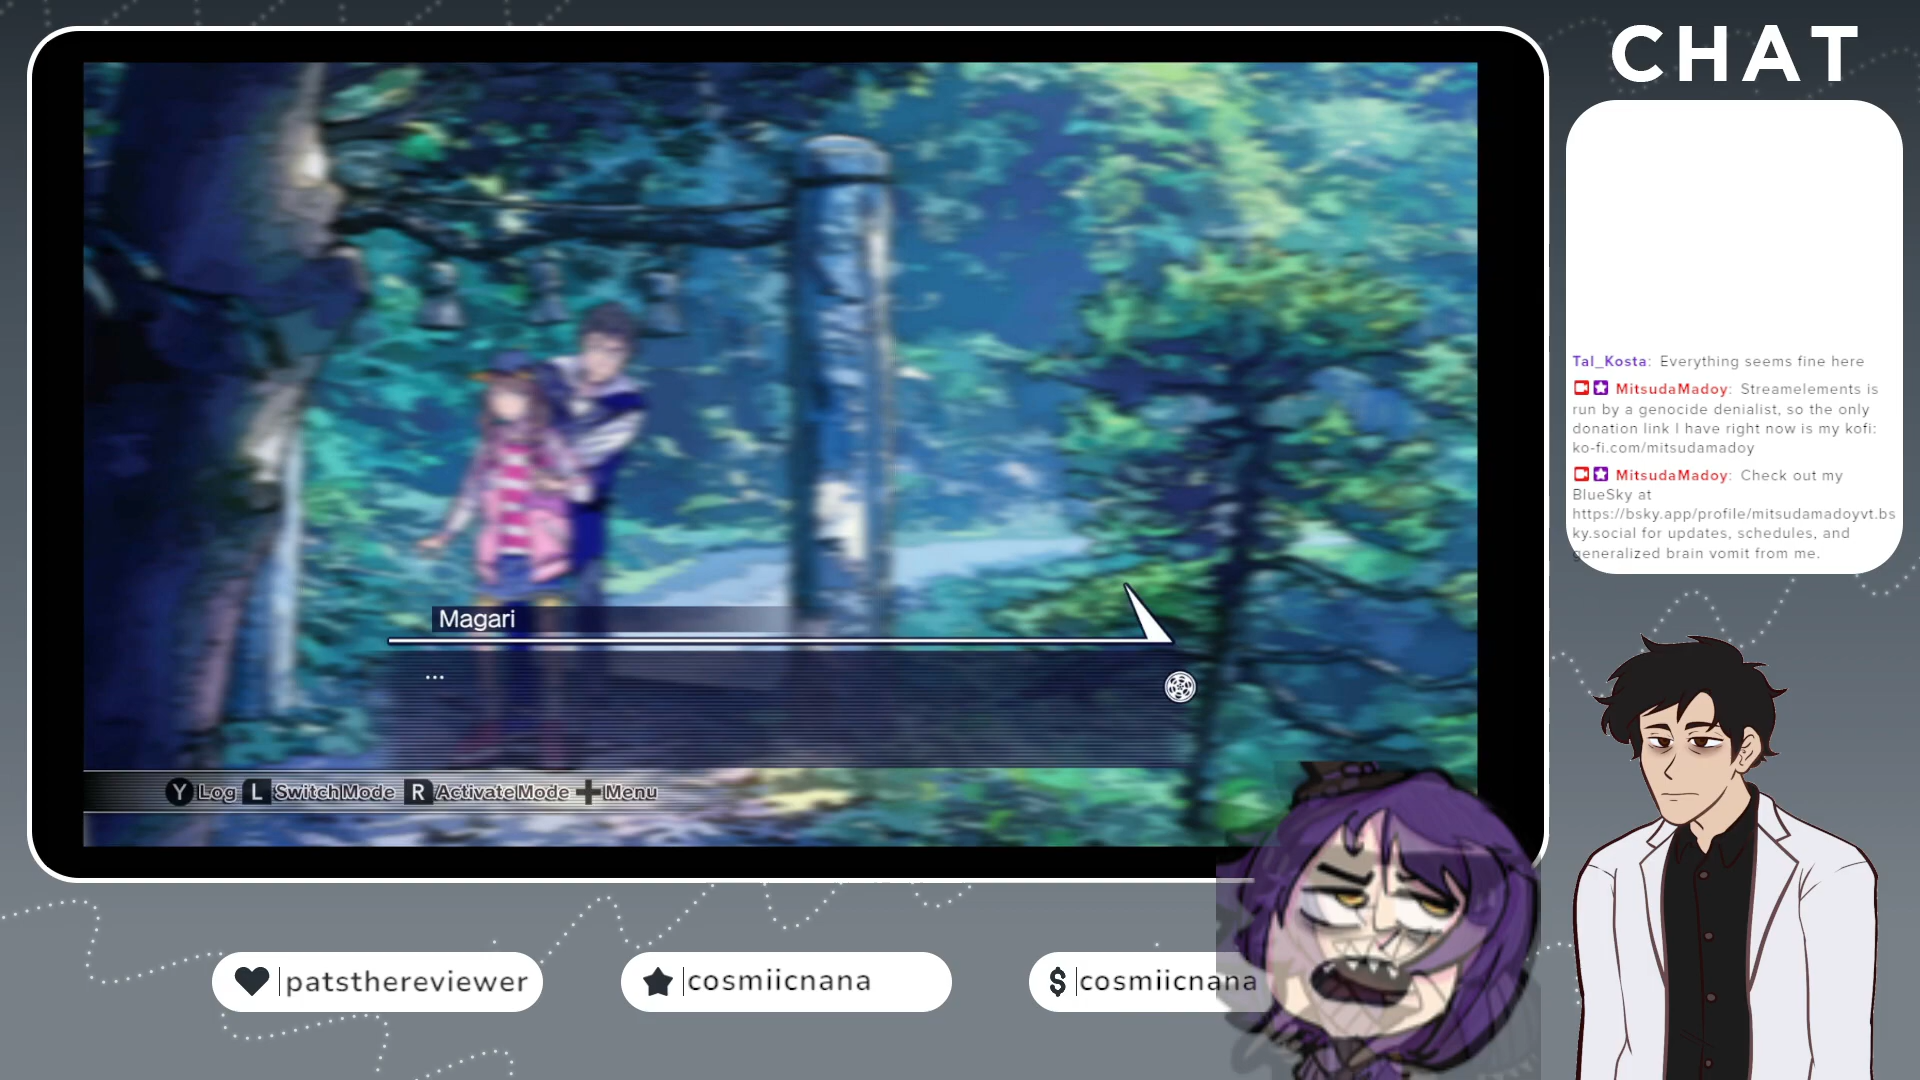 CHAT
Tal_Kosta: Everything seems fine here
MitsudaMadoy: Streamelements is
run by a genocide denialist, so the only
donation link I have right now is my kofi:
ko-fi.com/mitsudamadoy
MitsudaMadoy: Check out my
BlueSky at
https://bsky.app/profile/mitsudamadoyvt.bs
ky.social for updates, schedules, and
generalized brain vomit from me.
Magari
...
Y Log L SwitchMode R ActivateMode Menu
patsthereviewer
cosmiicnana
$ cosmiicnana